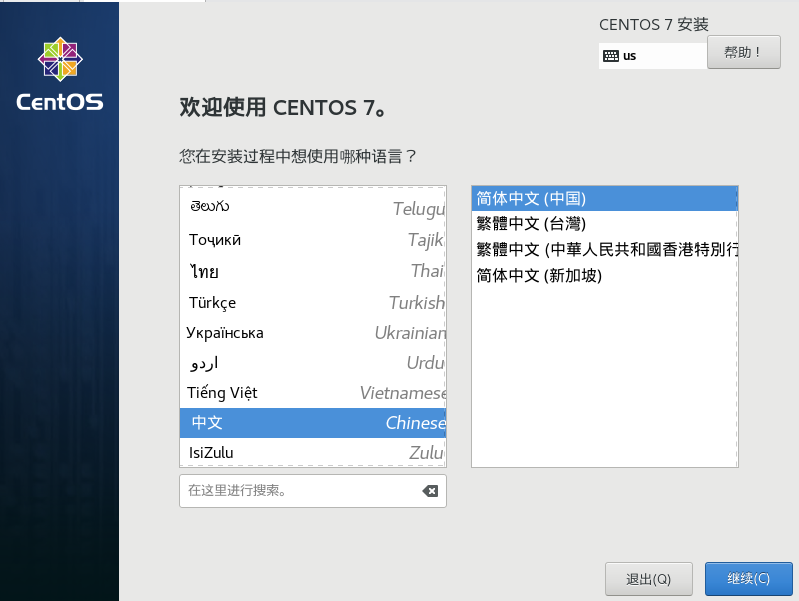 CENTOS 7 安装
us
帮助！
CentOS
欢迎使用 CENTOS 7。
您在安装过程中想使用哪种语言？
తెలుగు Telugu
Тоҷикӣ Tajik
ไทย Thai
Türkçe Turkish
Українська Ukrainian
اردو Urdu
Tiếng Việt Vietnamese
中文 Chinese
IsiZulu Zulu
在这里进行搜索。
简体中文 (中国)
繁體中文 (台灣)
繁體中文 (中華人民共和國香港特別行
简体中文 (新加坡)
退出(Q)
继续(C)